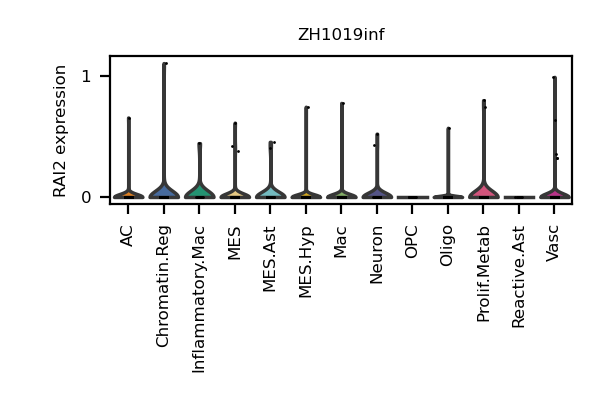 ZH1019inf
RAI2 expression
1
0
AC
Chromatin.Reg
Inflammatory.Mac
MES
MES.Ast
MES.Hyp
Mac
Neuron
OPC
Oligo
Prolif.Metab
Reactive.Ast
Vasc